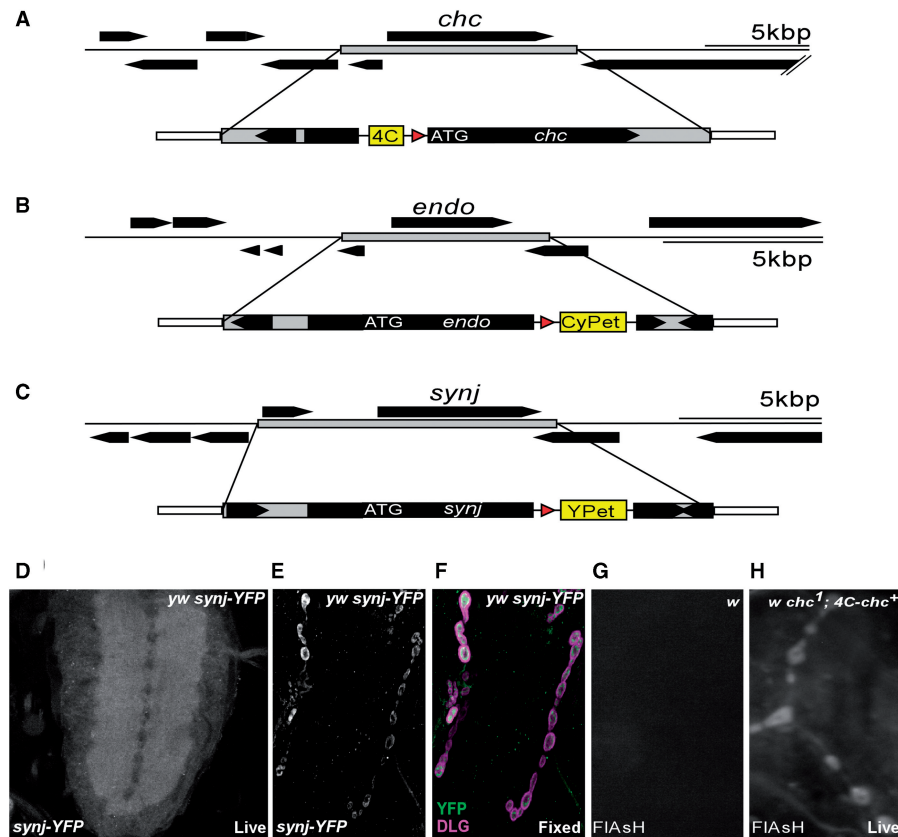 A
chc
5kbp
4C
ATG
chc
B
endo
5kbp
ATG
endo
CyPet
C
synj
5kbp
ATG
synj
YPet
D
yw synj-YFP
synj-YFP
Live
E
yw synj-YFP
synj-YFP
F
yw synj-YFP
YFP
DLG
Fixed
G
w
FlAsH
H
w chc1; 4C-chc+
FlAsH
Live